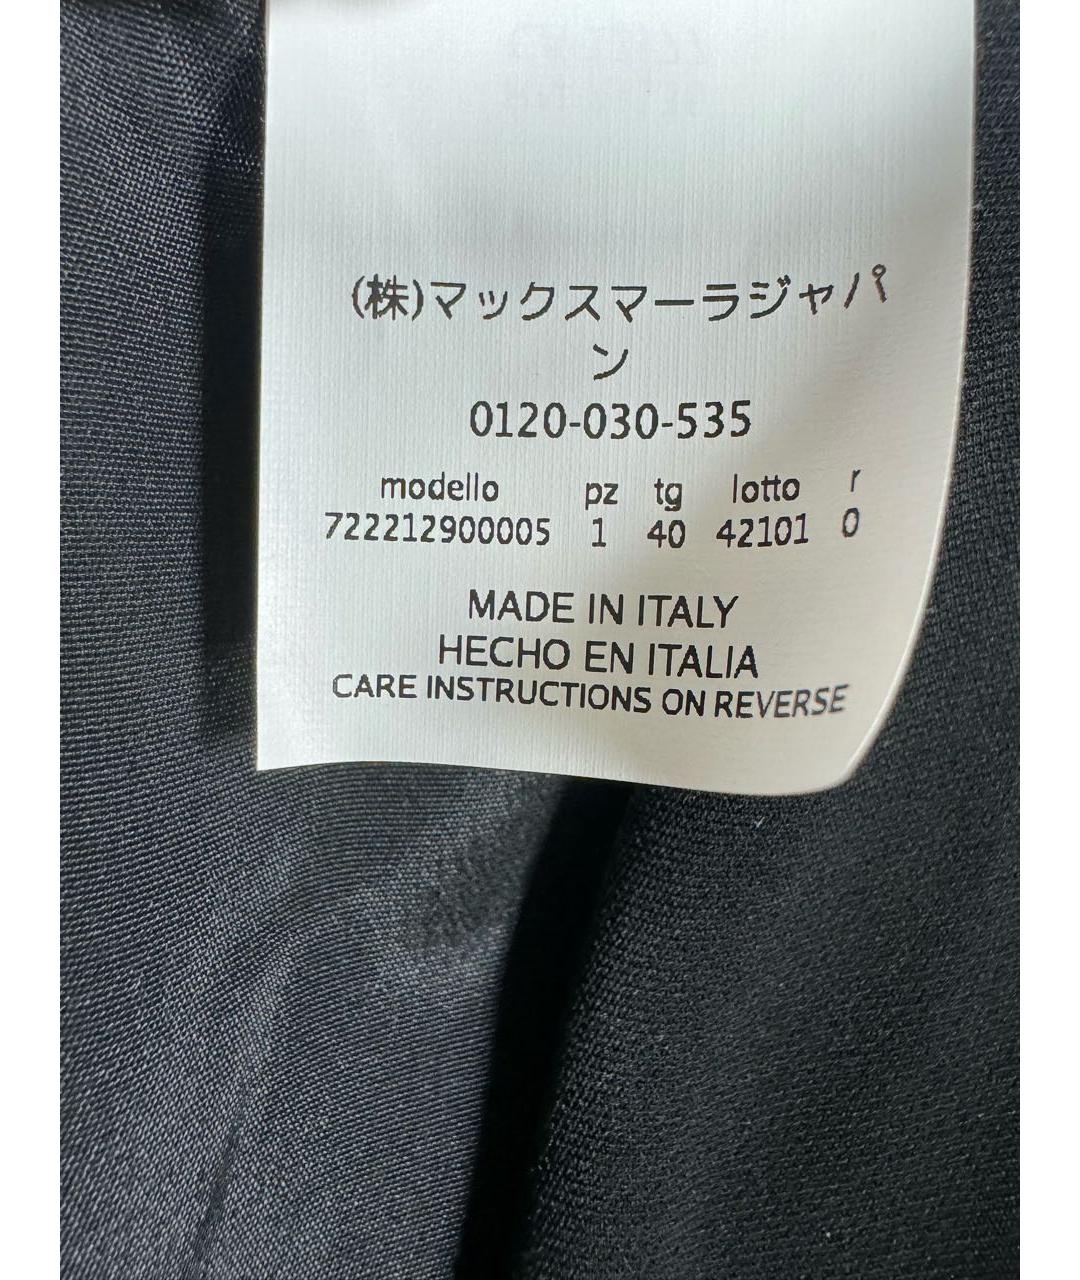 (株)マックスマーラジャパ
ン
0120-030-535
modello pz tg lotto r
722212900005 1 40 42101 0
MADE IN ITALY
HECHO EN ITALIA
CARE INSTRUCTIONS ON REVERSE